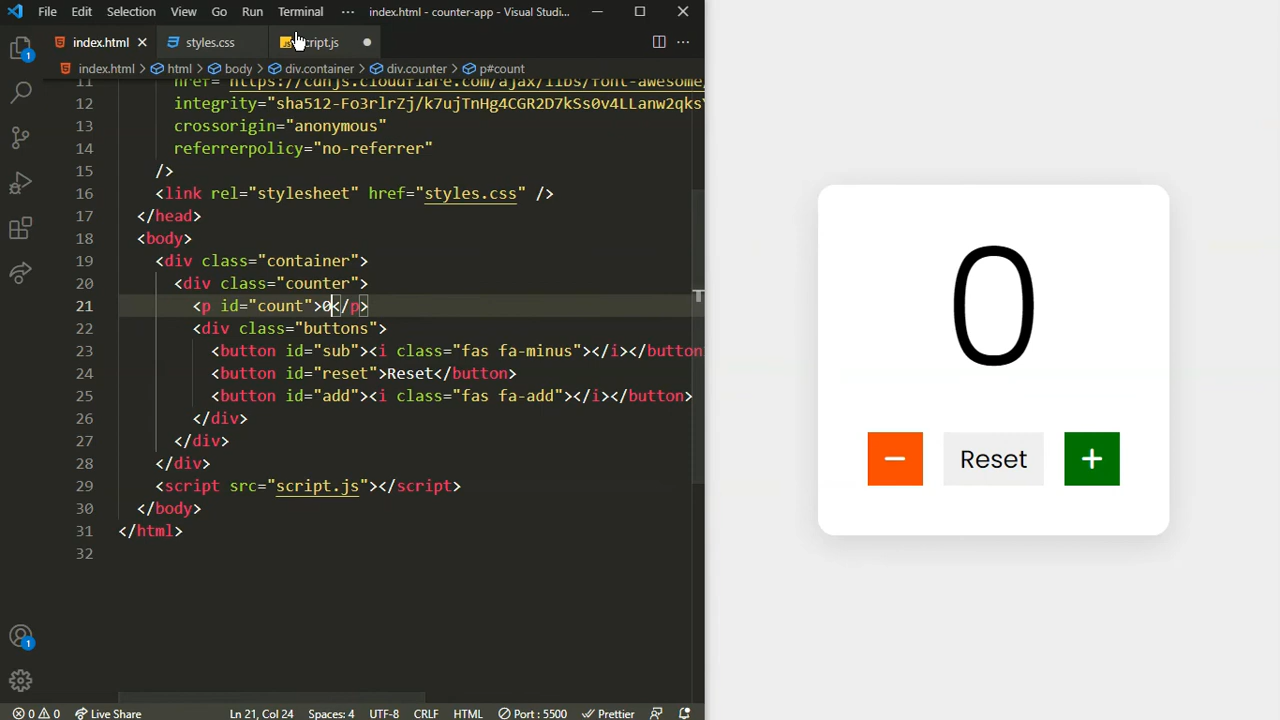 File Edit Selection View Go Run Terminal ··· index.html - counter-app - Visual Studi...
index.html styles.css script.js
index.html > html > body > div.container > div.counter > p#count
11 href="https://cdnjs.cloudflare.com/ajax/libs/font-awesome/
12 integrity="sha512-Fo3rlrZj/k7ujTnHg4CGR2D7kSs0v4LLanw2qks
13 crossorigin="anonymous"
14 referrerpolicy="no-referrer"
15 />
16 <link rel="stylesheet" href="styles.css" />
17 </head>
18 <body>
19 <div class="container">
20 <div class="counter">
21 <p id="count">0</p>
22 <div class="buttons">
23 <button id="sub"><i class="fas fa-minus"></i></button
24 <button id="reset">Reset</button>
25 <button id="add"><i class="fas fa-add"></i></button>
26 </div>
27 </div>
28 </div>
29 <script src="script.js"></script>
30 </body>
31 </html>
32
0
− Reset +
1
1
0 0 Live Share Ln 21, Col 24 Spaces: 4 UTF-8 CRLF HTML Port : 5500 Prettier